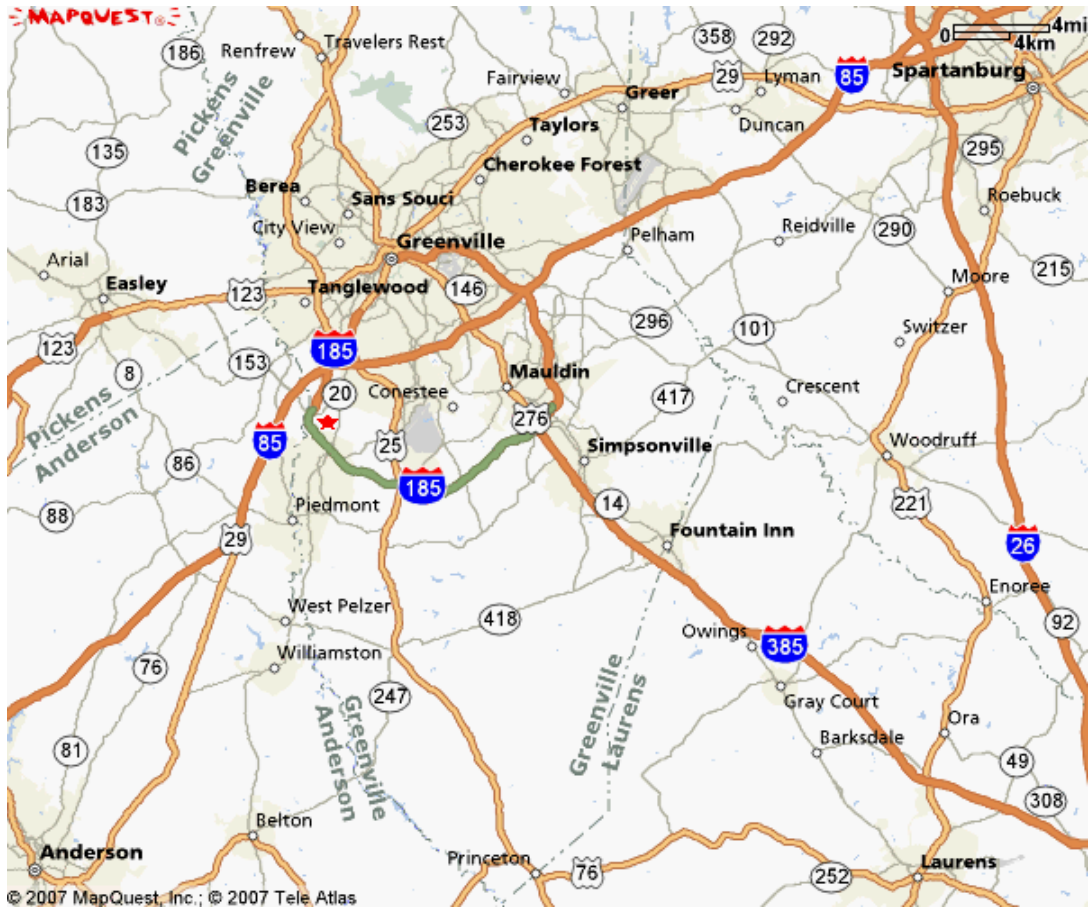 MAPQUEST®
4mi
0
4km
186
Renfrew
Travelers Rest
358
292
Fairview
29
Lyman
85
Spartanburg
Greer
Duncan
253
Taylors
135
Pickens
Greenville
Cherokee Forest
295
183
Berea
Sans Souci
Roebuck
City View
Greenville
Pelham
Reidville
290
Arial
Easley
123
Tanglewood
146
Moore
215
296
101
Switzer
123
8
153
185
20
Conestee
Mauldin
417
Crescent
Pickens
Anderson
85
25
276
Simpsonville
Woodruff
86
185
88
Piedmont
14
221
29
Fountain Inn
26
Enoree
West Pelzer
418
Owings
385
92
76
Williamston
247
Gray Court
Greenville
Anderson
Greenville
Laurens
Ora
81
Barksdale
49
308
Belton
Anderson
Princeton
76
252
Laurens
© 2007 MapQuest, Inc.; © 2007 Tele Atlas